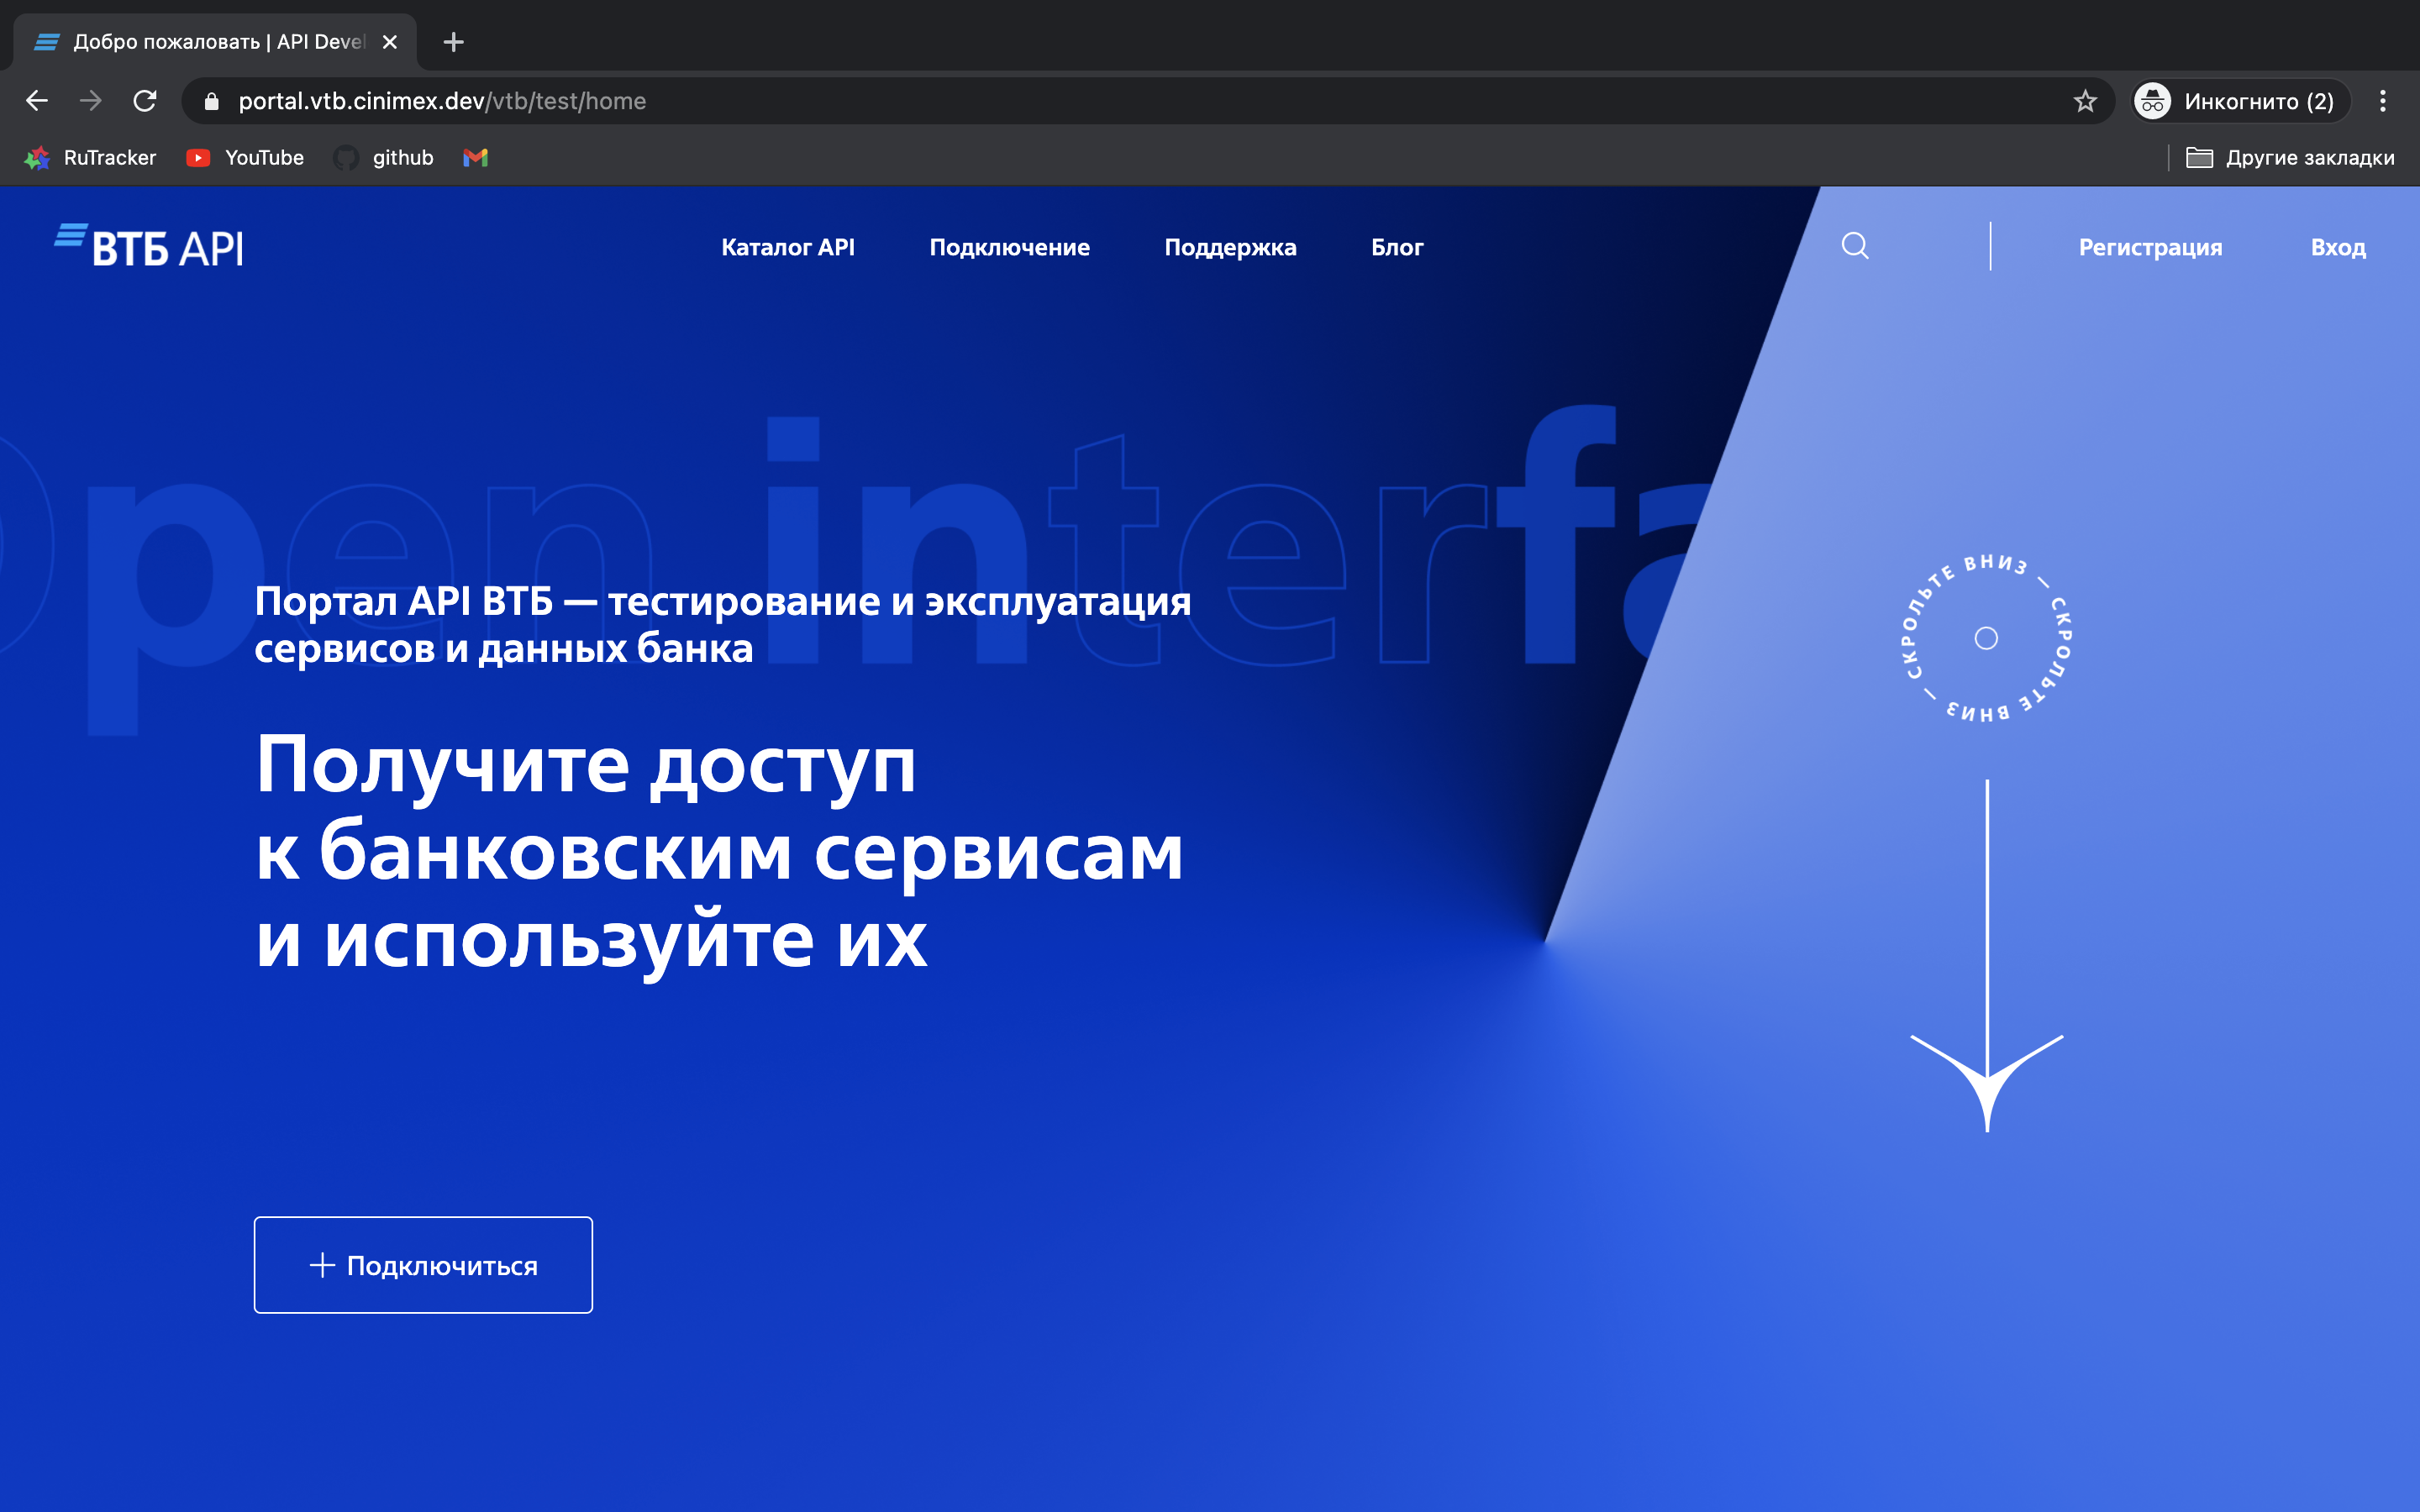 Добро пожаловать | API Devel
portal.vtb.cinimex.dev/vtb/test/home
Инкогнито (2)
RuTracker
YouTube
github
Другие закладки
ВТБ API
Каталог API
Подключение
Поддержка
Блог
Регистрация
Вход
Open interfa
Портал API ВТБ — тестирование и эксплуатация
сервисов и данных банка
Получите доступ
к банковским сервисам
и используйте их
СКРОЛЬТЕ ВНИЗ — СКРОЛЬТЕ ВНИЗ —
Подключиться